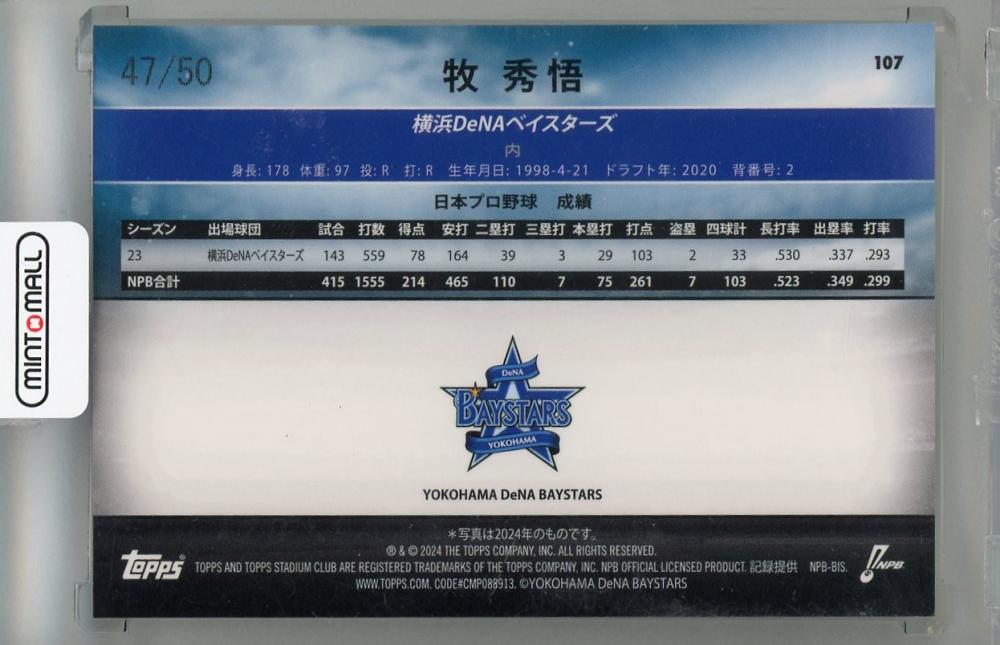 47/50
牧 秀悟
107
横浜DeNAベイスターズ
内
身長: 178 体重: 97 投: R 打: R 生年月日: 1998-4-21 ドラフト年: 2020 背番号: 2
日本プロ野球 成績
シーズン 出場球団 試合 打数 得点 安打 二塁打 三塁打 本塁打 打点 盗塁 四球計 長打率 出塁率 打率
23 横浜DeNAベイスターズ 143 559 78 164 39 3 29 103 2 33 .530 .337 .293
NPB合計 415 1555 214 465 110 7 75 261 7 103 .523 .349 .299
MINT MALL
DeNA
BAYSTARS
YOKOHAMA
YOKOHAMA DeNA BAYSTARS
＊写真は2024年のものです。
® & © 2024 THE TOPPS COMPANY, INC. ALL RIGHTS RESERVED.
TOPPS AND TOPPS STADIUM CLUB ARE REGISTERED TRADEMARKS OF THE TOPPS COMPANY, INC. NPB OFFICIAL LICENSED PRODUCT. 記録提供 NPB-BIS.
WWW.TOPPS.COM. CODE#CMP088913. ©YOKOHAMA DeNA BAYSTARS
Topps®
NPB